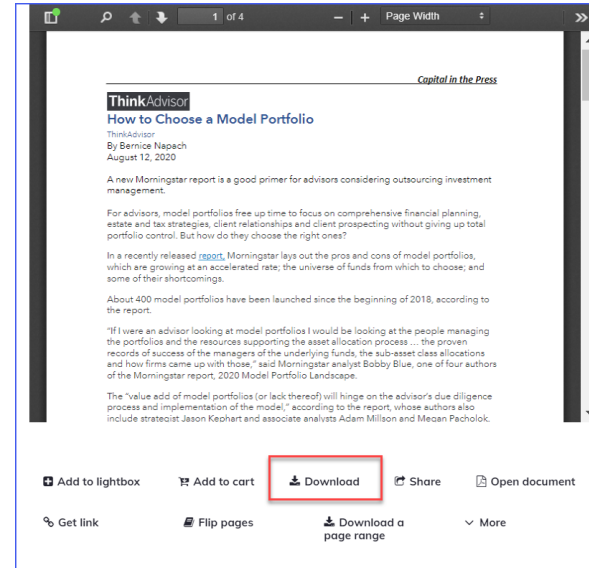 1 of 4
Page Width
Capital in the Press
ThinkAdvisor
How to Choose a Model Portfolio
ThinkAdvisor
By Bernice Napach
August 12, 2020
A new Morningstar report is a good primer for advisors considering outsourcing investment
management.
For advisors, model portfolios free up time to focus on comprehensive financial planning,
estate and tax strategies, client relationships and client prospecting without giving up total
portfolio control. But how do they choose the right ones?
In a recently released report, Morningstar lays out the pros and cons of model portfolios,
which are growing at an accelerated rate; the universe of funds from which to choose; and
some of their shortcomings.
About 400 model portfolios have been launched since the beginning of 2018, according to
the report.
"If I were an advisor looking at model portfolios I would be looking at the people managing
the portfolios and the resources supporting the asset allocation process … the proven
records of success of the managers of the underlying funds, the sub-asset class allocations
and how firms came up with those," said Morningstar analyst Bobby Blue, one of four authors
of the Morningstar report, 2020 Model Portfolio Landscape.
The "value add of model portfolios (or lack thereof) will hinge on the advisor's due diligence
process and implementation of the model," according to the report, whose authors also
include strategist Jason Kephart and associate analysts Adam Millson and Megan Pacholok.
Add to lightbox
Add to cart
Download
Share
Open document
Get link
Flip pages
Download a
page range
More